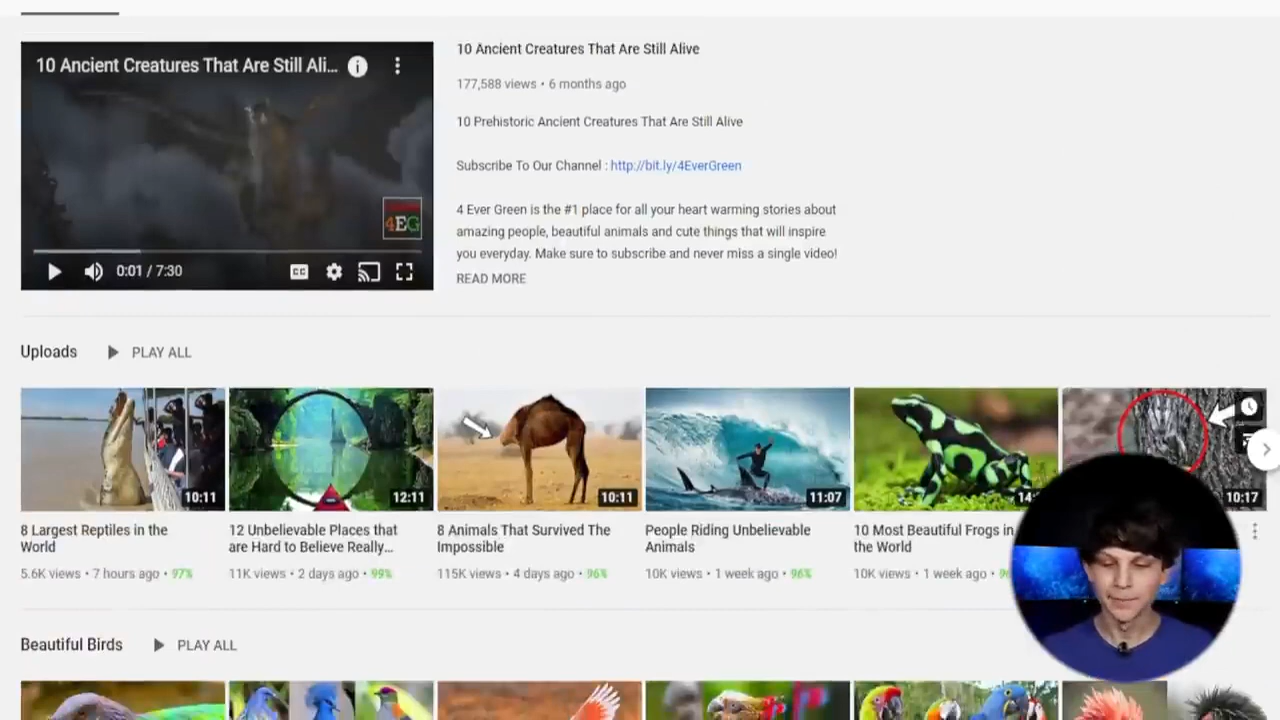 10 Ancient Creatures That Are Still Ali...
10 Ancient Creatures That Are Still Alive
177,588 views • 6 months ago
10 Prehistoric Ancient Creatures That Are Still Alive
Subscribe To Our Channel : http://bit.ly/4EverGreen
4 Ever Green is the #1 place for all your heart warming stories about
amazing people, beautiful animals and cute things that will inspire
you everyday. Make sure to subscribe and never miss a single video!
READ MORE
4EG
0:01 / 7:30
CC
Uploads
PLAY ALL
10:11
12:11
10:11
11:07
14:
10:17
8 Largest Reptiles in the
World
5.6K views • 7 hours ago • 97%
12 Unbelievable Places that
are Hard to Believe Really...
11K views • 2 days ago • 99%
8 Animals That Survived The
Impossible
115K views • 4 days ago • 96%
People Riding Unbelievable
Animals
10K views • 1 week ago • 96%
10 Most Beautiful Frogs in
the World
10K views • 1 week ago •
Beautiful Birds
PLAY ALL